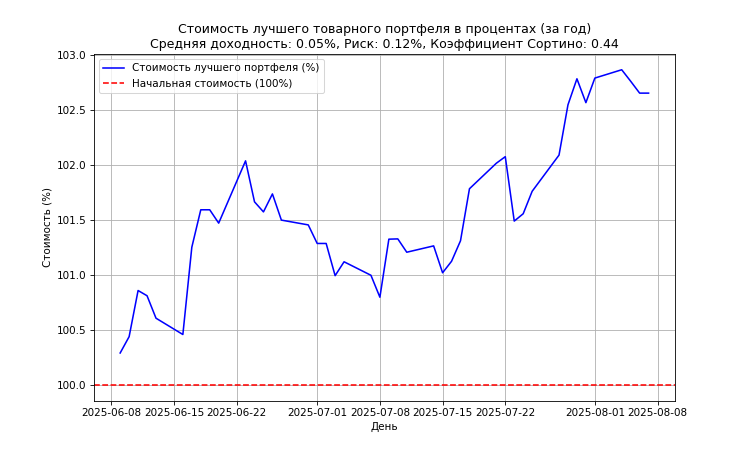 Стоимость лучшего товарного портфеля в процентах (за год)
Средняя доходность: 0.05%, Риск: 0.12%, Коэффициент Сортино: 0.44
Стоимость лучшего портфеля (%)
Начальная стоимость (100%)
Стоимость (%)
103.0
102.5
102.0
101.5
101.0
100.5
100.0
2025-06-08 2025-06-15 2025-06-22 2025-07-01 2025-07-08 2025-07-15 2025-07-22 2025-08-01 2025-08-08
День